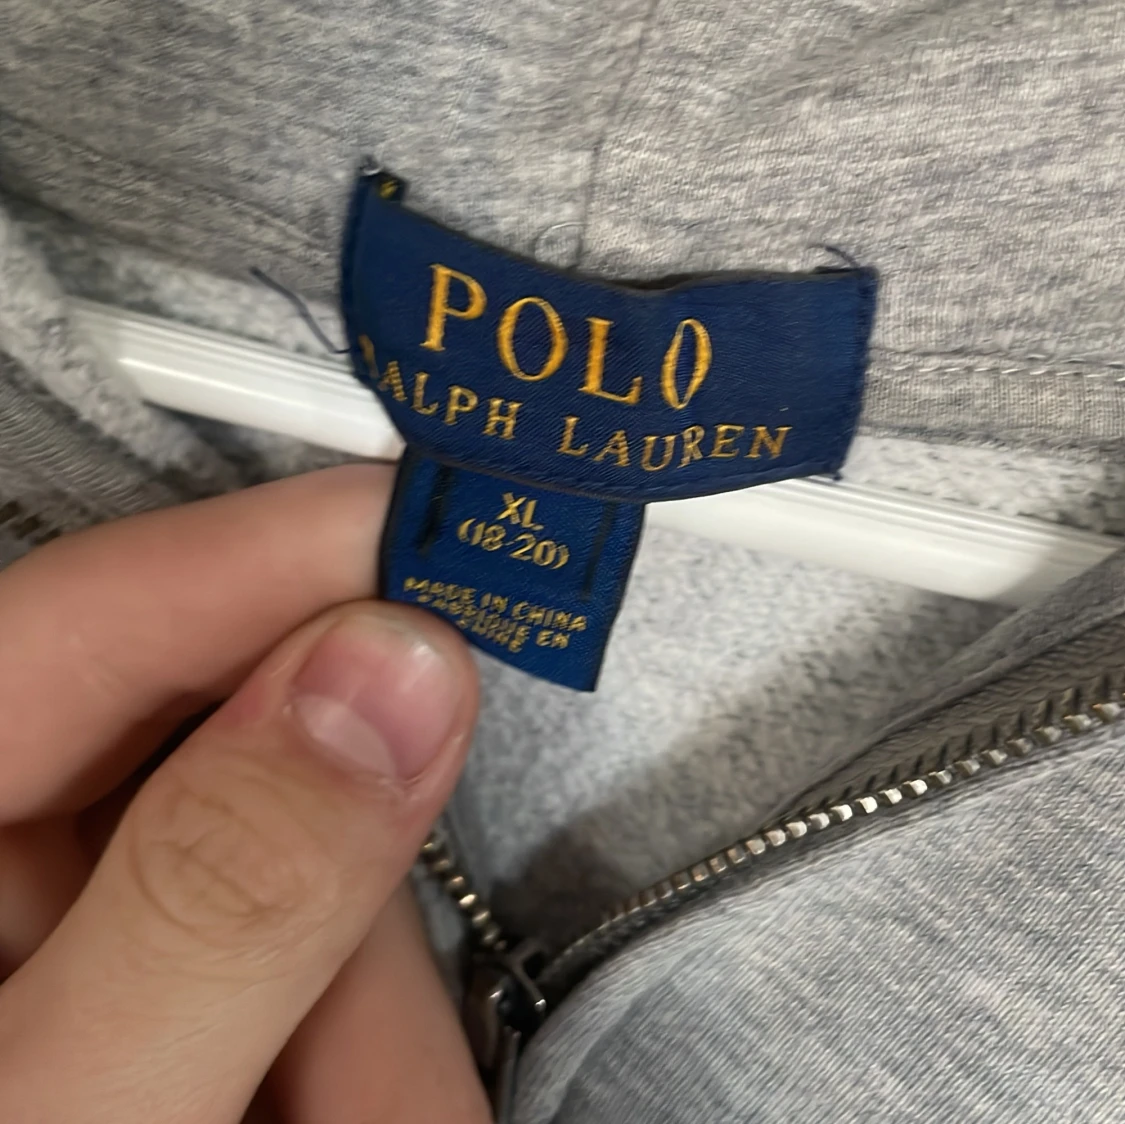 POLO
RALPH LAUREN
XL
(18-20)
MADE IN CHINA
FABRIQUE EN
CHINE